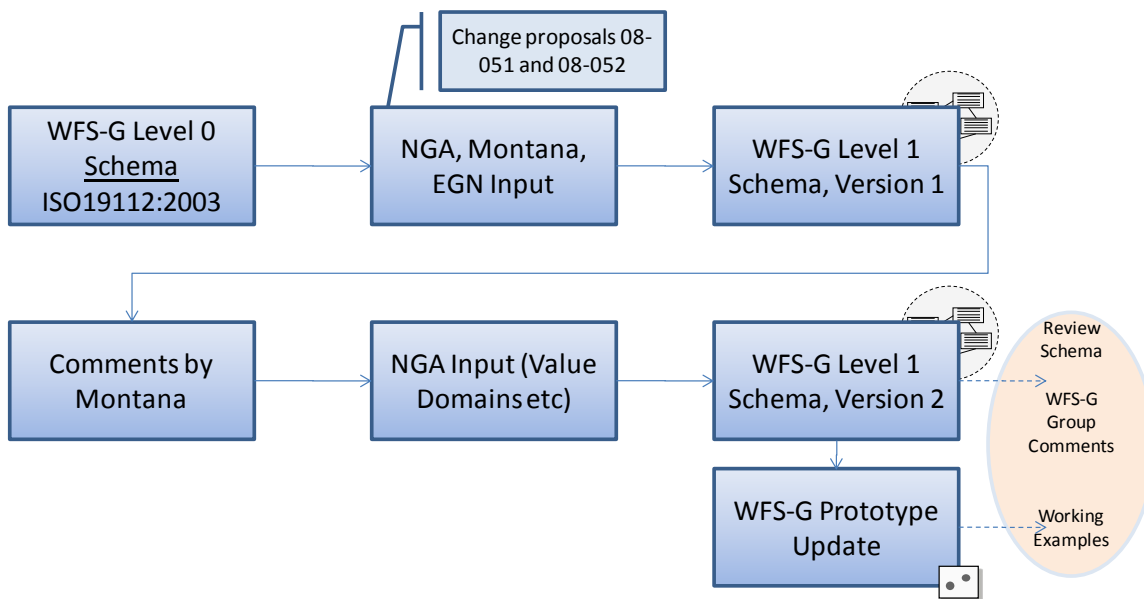 Change proposals 08-
051 and 08-052
WFS-G Level 0
Schema
ISO19112:2003
NGA, Montana,
EGN Input
WFS-G Level 1
Schema, Version 1
Comments by
Montana
NGA Input (Value
Domains etc)
WFS-G Level 1
Schema, Version 2
Review
Schema
WFS-G
Group
Comments
WFS-G Prototype
Update
Working
Examples